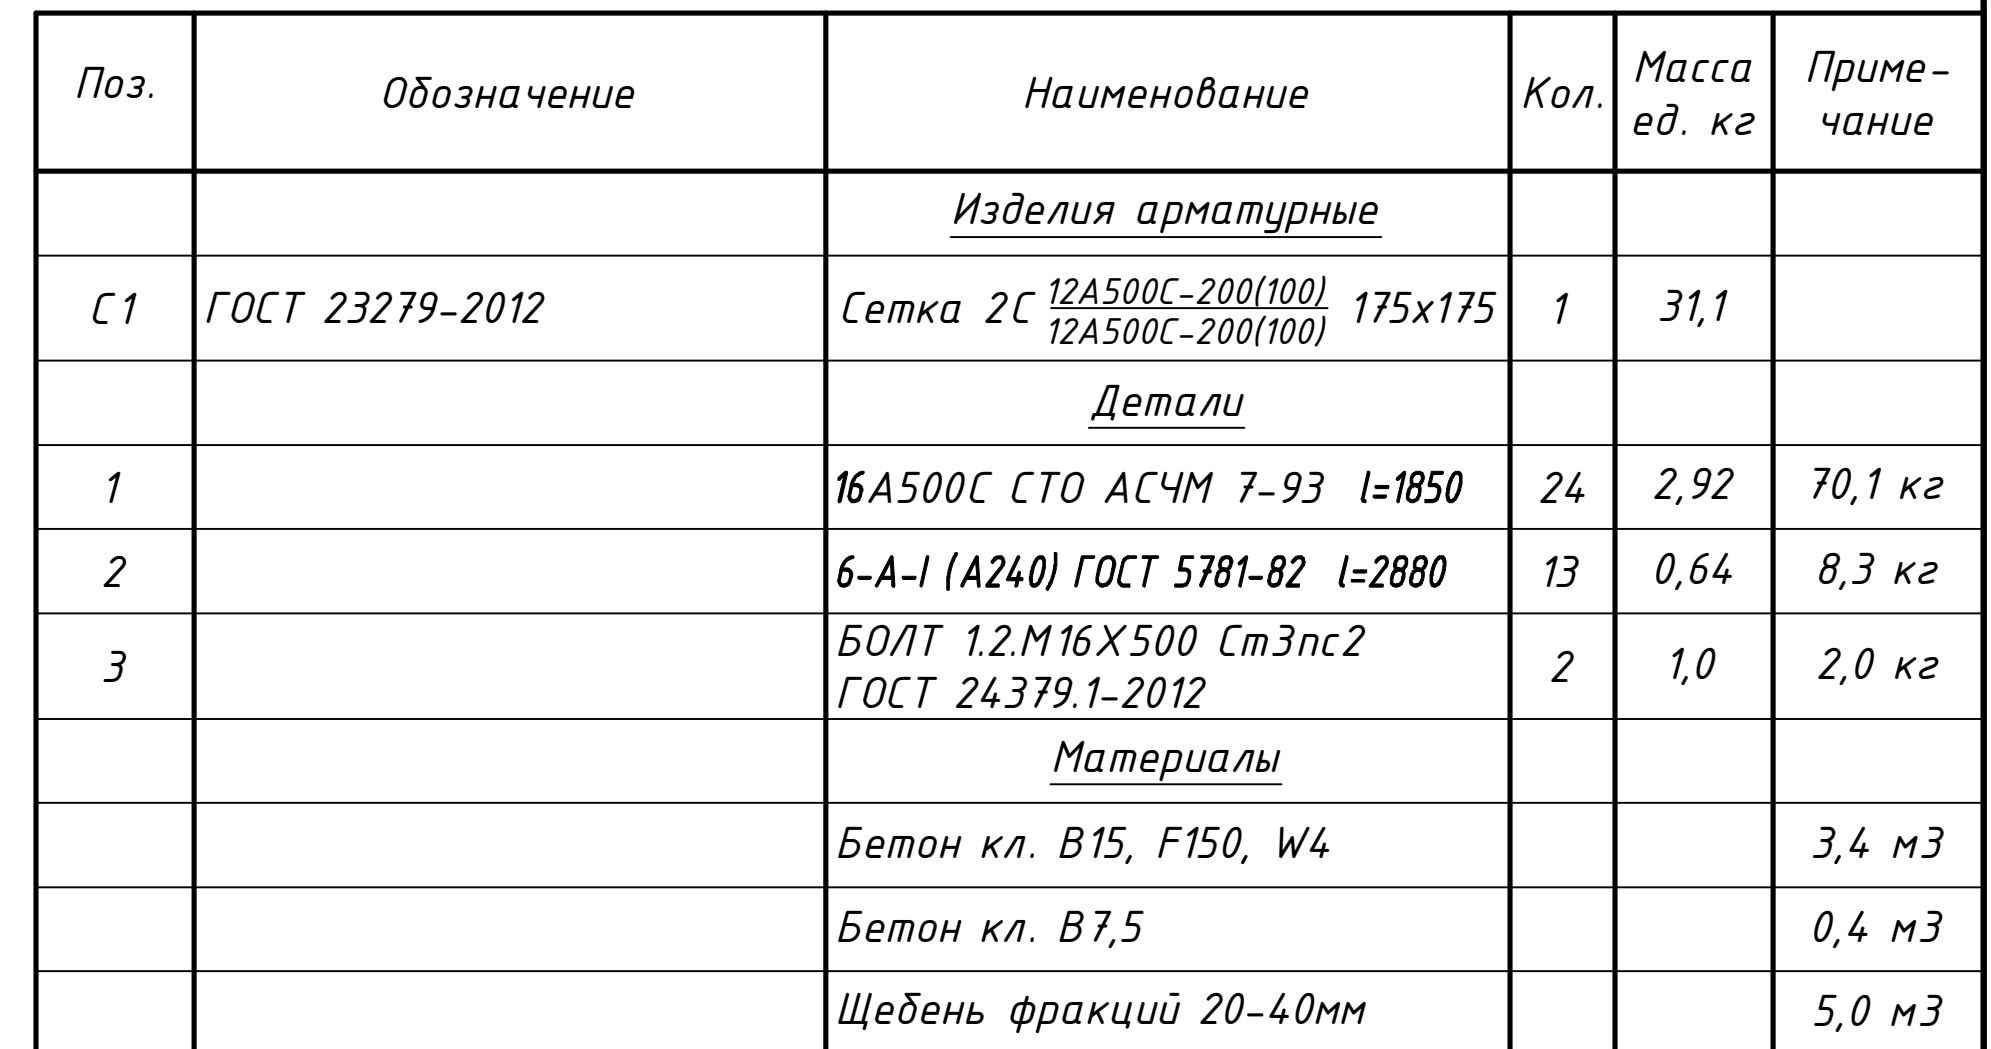 Поз.
Обозначение
Наименование
Кол.
Масса
ед. кг
Приме-
чание
Изделия арматурные
С1 ГОСТ 23279-2012 Сетка 2С 12А500С-200(100) 175х175 1 31,1
12А500С-200(100)
Детали
1 16А500С СТО АСЧМ 7-93 l=1850 24 2,92 70,1 кг
2 6-А-I (А240) ГОСТ 5781-82 l=2880 13 0,64 8,3 кг
3 БОЛТ 1.2.М16Х500 Ст3пс2 2 1,0 2,0 кг
ГОСТ 24379.1-2012
Материалы
Бетон кл. В15, F150, W4 3,4 м3
Бетон кл. В7,5 0,4 м3
Щебень фракций 20-40мм 5,0 м3